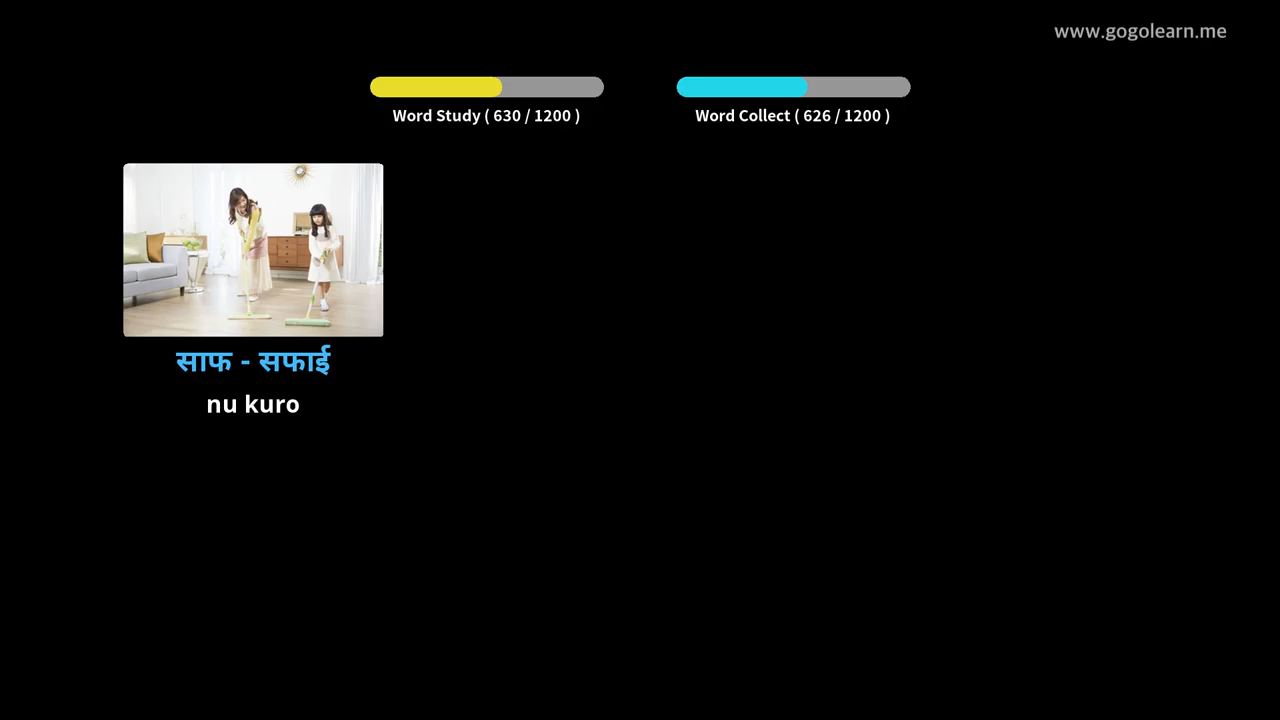 www.gogolearn.me
Word Study ( 630 / 1200 )
Word Collect ( 626 / 1200 )
साफ - सफाई
nu kuro